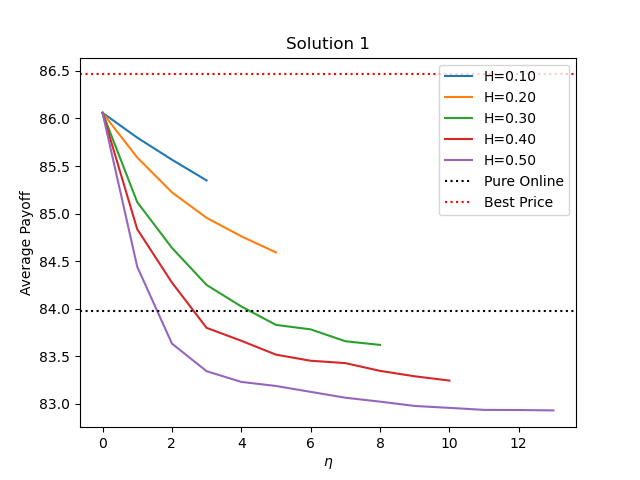 Solution 1
Average Payoff
86.5
86.0
85.5
85.0
84.5
84.0
83.5
83.0
0
2
4
6
8
10
12
η
H=0.10
H=0.20
H=0.30
H=0.40
H=0.50
Pure Online
Best Price